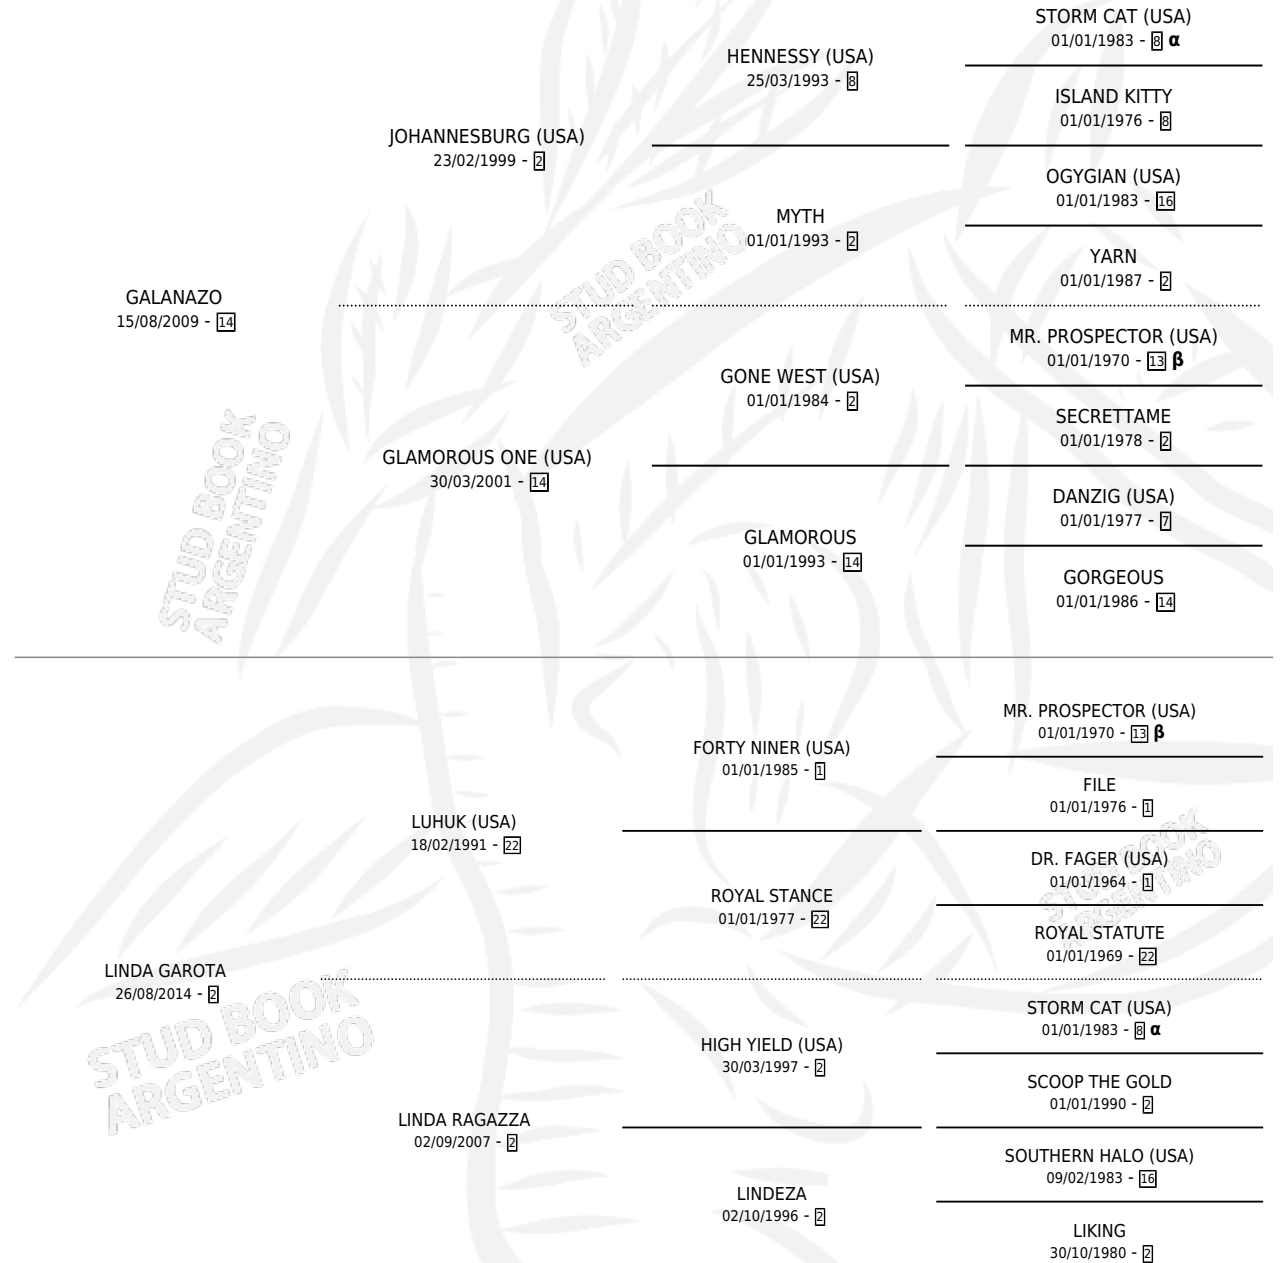 STORM CAT (USA)
01/01/1983 - 8 α
HENNESSY (USA)
25/03/1993 - 8
ISLAND KITTY
01/01/1976 - 8
JOHANNESBURG (USA)
23/02/1999 - 2
OGYGIAN (USA)
01/01/1983 - 16
MYTH
01/01/1993 - 2
YARN
01/01/1987 - 2
GALANAZO
15/08/2009 - 14
MR. PROSPECTOR (USA)
01/01/1970 - 13 β
GONE WEST (USA)
01/01/1984 - 2
SECRETTAME
01/01/1978 - 2
GLAMOROUS ONE (USA)
30/03/2001 - 14
DANZIG (USA)
01/01/1977 - 7
GLAMOROUS
01/01/1993 - 14
GORGEOUS
01/01/1986 - 14
MR. PROSPECTOR (USA)
01/01/1970 - 13 β
FORTY NINER (USA)
01/01/1985 - 1
FILE
01/01/1976 - 1
LUHUK (USA)
18/02/1991 - 22
DR. FAGER (USA)
01/01/1964 - 1
ROYAL STANCE
01/01/1977 - 22
ROYAL STATUTE
01/01/1969 - 22
LINDA GAROTA
26/08/2014 - 2
STORM CAT (USA)
01/01/1983 - 8 α
HIGH YIELD (USA)
30/03/1997 - 2
SCOOP THE GOLD
01/01/1990 - 2
LINDA RAGAZZA
02/09/2007 - 2
SOUTHERN HALO (USA)
09/02/1983 - 16
LINDEZA
02/10/1996 - 2
LIKING
30/10/1980 - 2
STUD BOOK
ARGENTINO
STUD BOOK
ARGENTINO
STUD BOOK
ARGENTINO
STUD BOOK
ARGENTINO